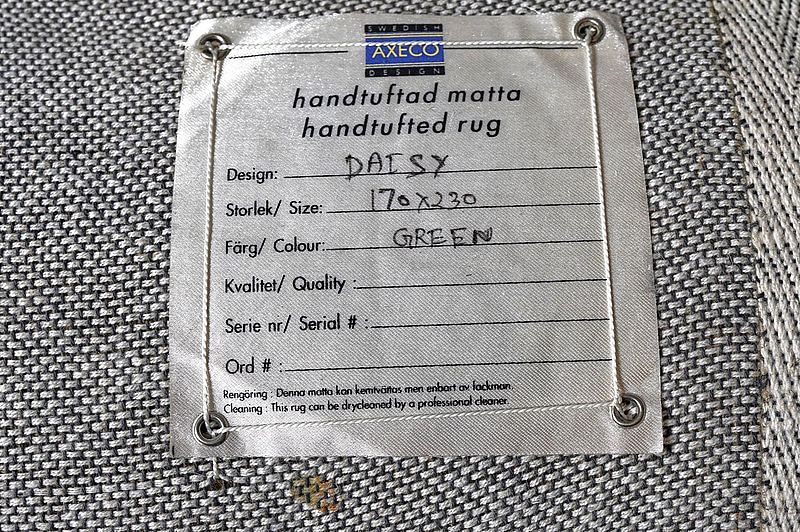 SWEDISH
AXECO
DESIGN
handtuftad matta
handtufted rug
Design: DAISY
Storlek/ Size: 170X230
Färg/ Colour: GREEN
Kvalitet/ Quality :
Serie nr/ Serial # :
Ord # :
Rengöring : Denna matta kan kemtvättas men enbart av fackman.
Cleaning : This rug can be drycleaned by a professional cleaner.